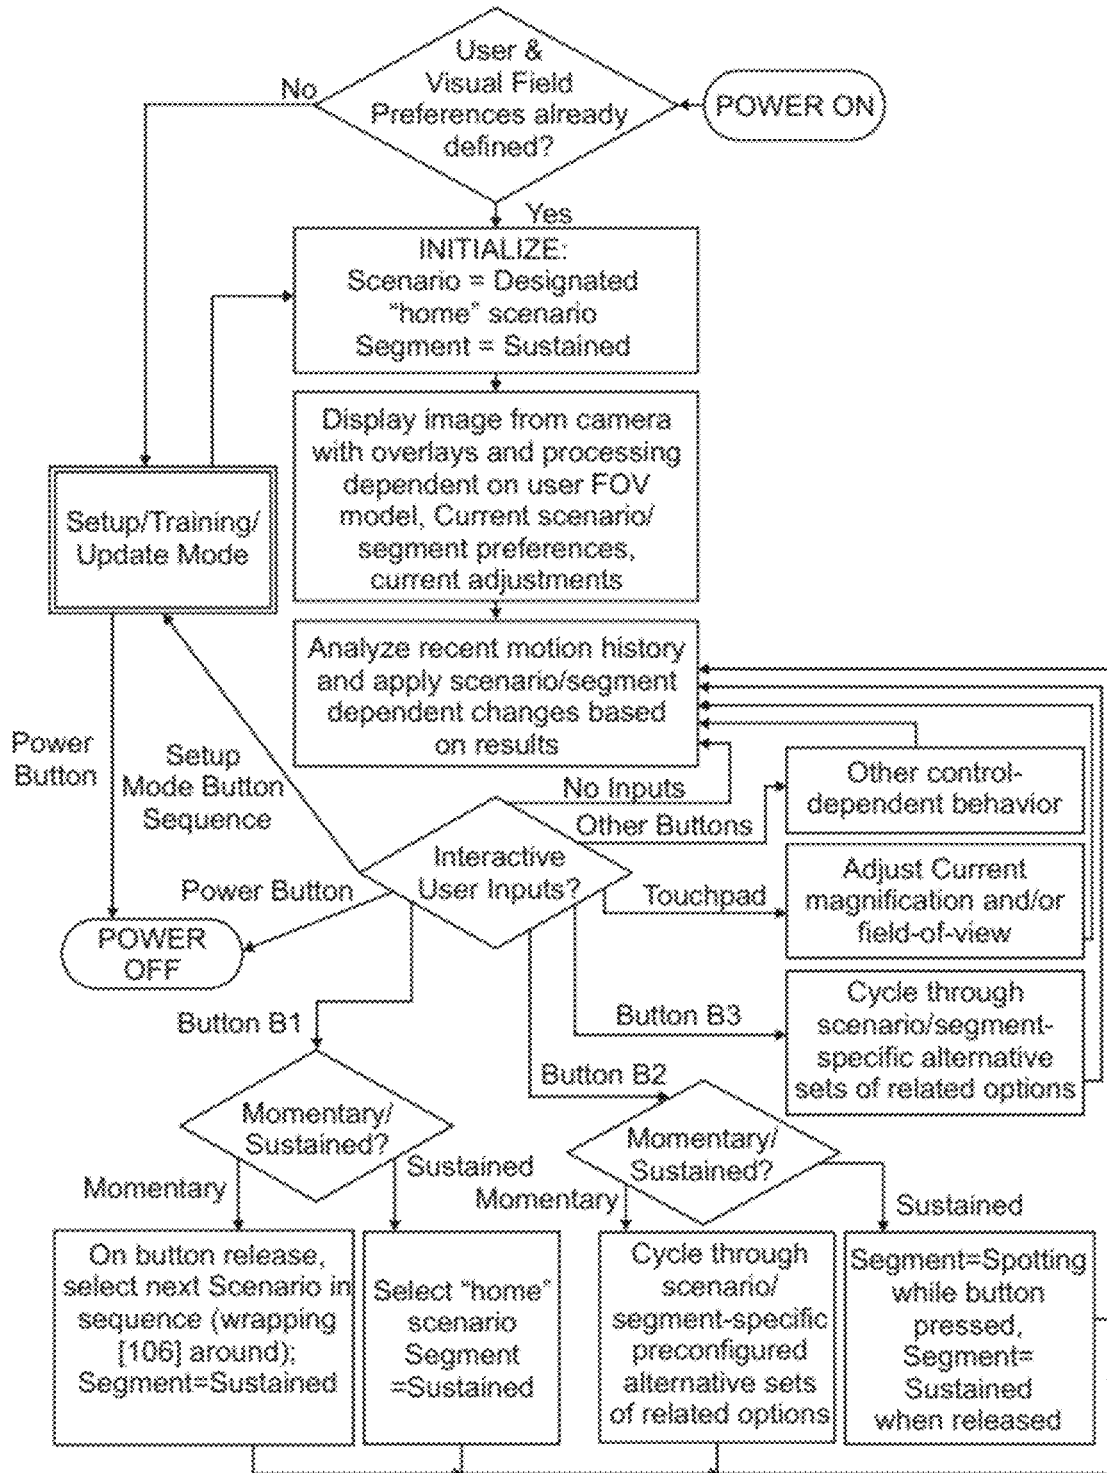 User &
Visual Field
Preferences already
defined?
POWER ON
No
Yes
INITIALIZE:
Scenario = Designated
“home” scenario
Segment = Sustained
Display image from camera
with overlays and processing
dependent on user FOV
model, Current scenario/
segment preferences,
current adjustments
Setup/Training/
Update Mode
Analyze recent motion history
and apply scenario/segment
dependent changes based
on results
Power
Button
Setup
Mode Button
Sequence
No Inputs
Other Buttons
Other control-
dependent behavior
Interactive
User Inputs?
Touchpad
Adjust Current
magnification and/or
field-of-view
Power Button
POWER
OFF
Button B1
Button B3
Cycle through
scenario/segment-
specific alternative
sets of related options
Button B2
Momentary/
Sustained?
Momentary/
Sustained?
Momentary
Sustained
Momentary
Sustained
On button release,
select next Scenario in
sequence (wrapping
[106] around);
Segment=Sustained
Select “home”
scenario
Segment
=Sustained
Cycle through
scenario/
segment-specific
preconfigured
alternative sets
of related options
Segment=Spotting
while button
pressed,
Segment=
Sustained
when released